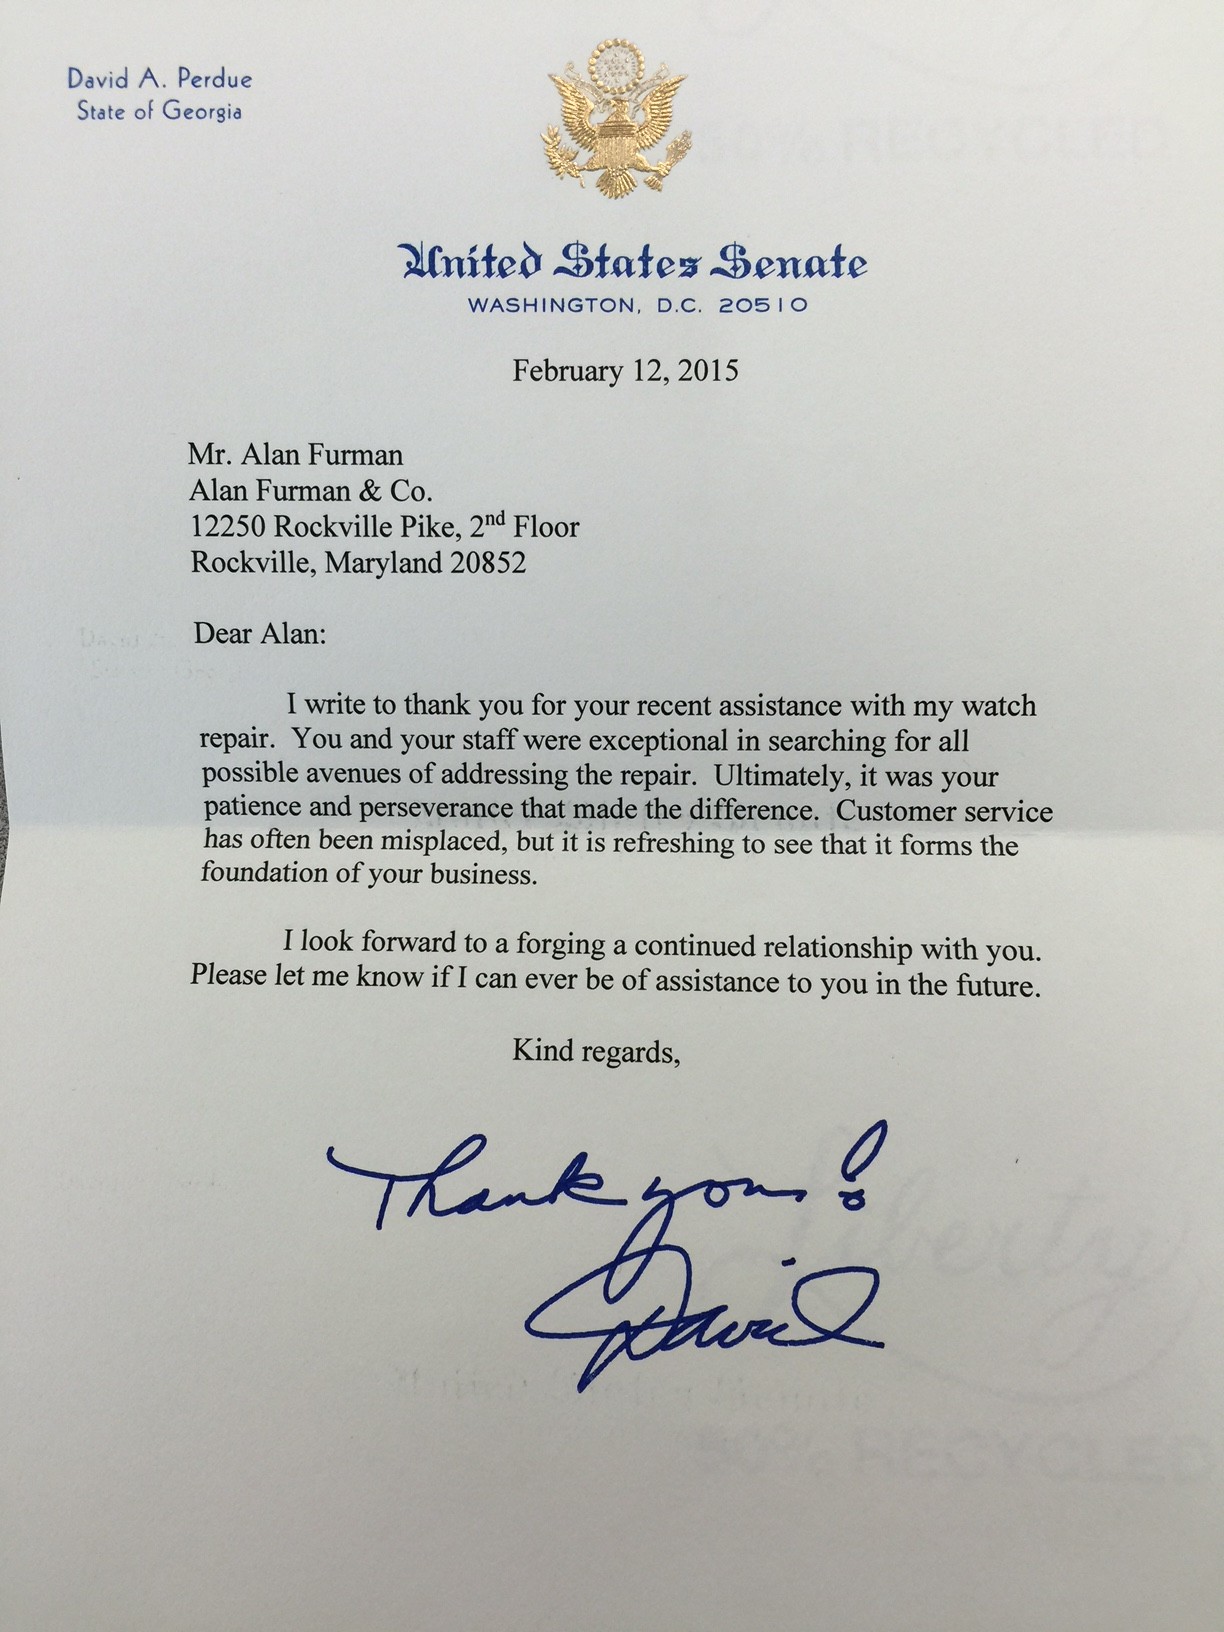 David A. Perdue
State of Georgia
United States Senate
WASHINGTON, D.C. 20510
February 12, 2015
Mr. Alan Furman
Alan Furman & Co.
12250 Rockville Pike, 2nd Floor
Rockville, Maryland 20852
Dear Alan:
I write to thank you for your recent assistance with my watch
repair. You and your staff were exceptional in searching for all
possible avenues of addressing the repair. Ultimately, it was your
patience and perseverance that made the difference. Customer service
has often been misplaced, but it is refreshing to see that it forms the
foundation of your business.
I look forward to a forging a continued relationship with you.
Please let me know if I can ever be of assistance to you in the future.
Kind regards,
Thank you!
David
Liberty
50% RECYCLED